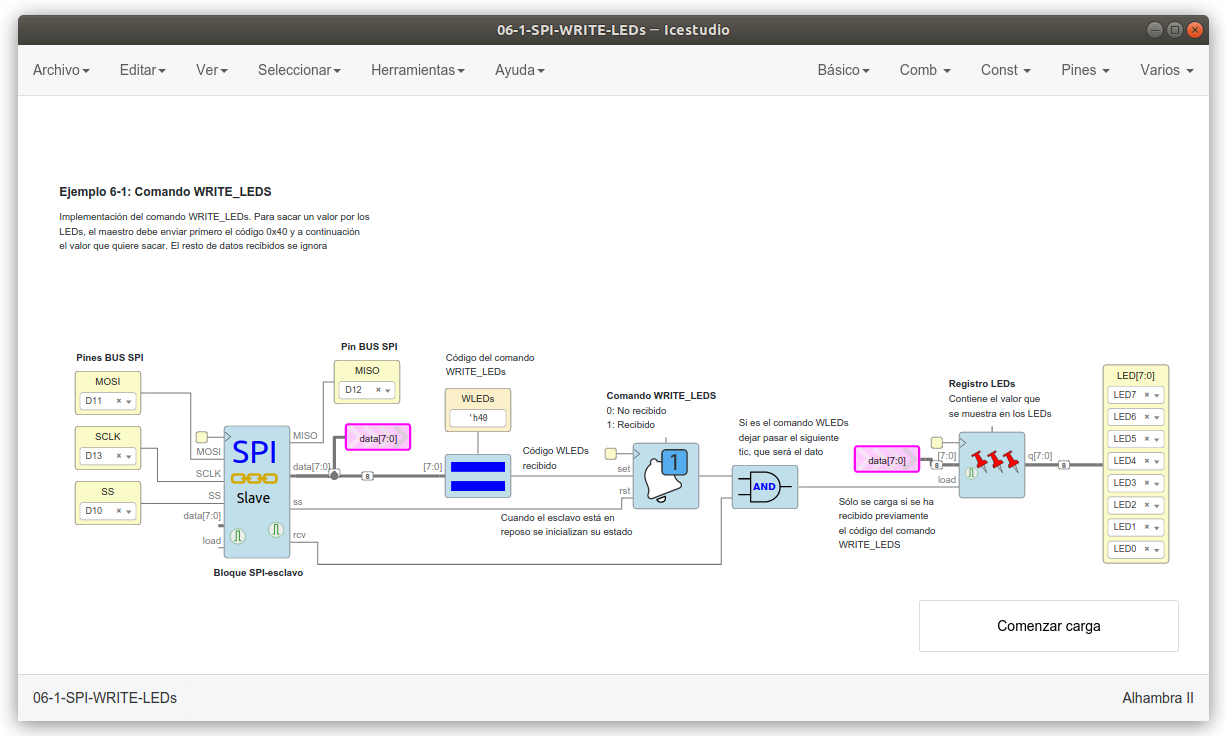 06-1-SPI-WRITE-LEDs — Icestudio
Archivo Editar Ver Seleccionar Herramientas Ayuda Básico Comb Const Pines Varios
Ejemplo 6-1: Comando WRITE_LEDS
Implementación del comando WRITE_LEDs. Para sacar un valor por los
LEDs, el maestro debe enviar primero el código 0x40 y a continuación
el valor que quiere sacar. El resto de datos recibidos se ignora
Pines BUS SPI
MOSI
D11
SCLK
D13
SS
D10
MOSI
SCLK
SS
data[7:0]
load
SPI
Slave
MISO
data[7:0]
ss
rcv
Bloque SPI-esclavo
Pin BUS SPI
MISO
D12
data[7:0]
8
Código del comando
WRITE_LEDs
WLEDs
'h40
[7:0]
Código WLEDs
recibido
Cuando el esclavo está en
reposo se inicializan su estado
Comando WRITE_LEDS
0: No recibido
1: Recibido
set
rst
1
Si es el comando WLEDs
dejar pasar el siguiente
tic, que será el dato
AND
Sólo se carga si se ha
recibido previamente
el código del comando
WRITE_LEDS
data[7:0]
8
Registro LEDs
Contiene el valor que
se muestra en los LEDs
[7:0]
load
q[7:0]
8
LED[7:0]
LED7
LED6
LED5
LED4
LED3
LED2
LED1
LED0
Comenzar carga
06-1-SPI-WRITE-LEDs
Alhambra II